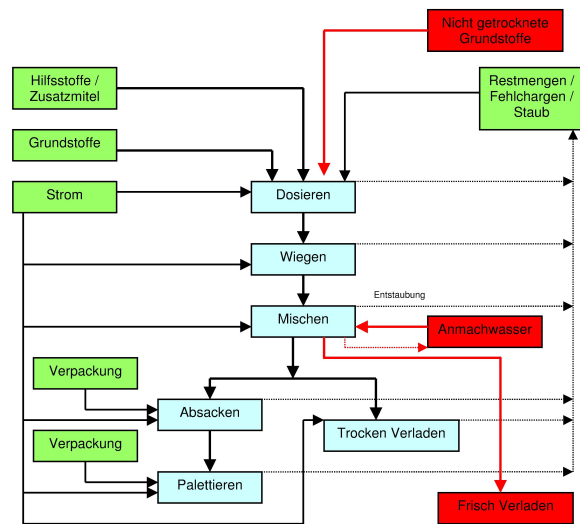 Nicht getrocknete
Grundstoffe
Hilfsstoffe /
Zusatzmitel
Restmengen /
Fehlchargen /
Staub
Grundstoffe
Strom
Dosieren
Wiegen
Entstaubung
Mischen
Anmachwasser
Verpackung
Absacken
Trocken Verladen
Verpackung
Palettieren
Frisch Verladen